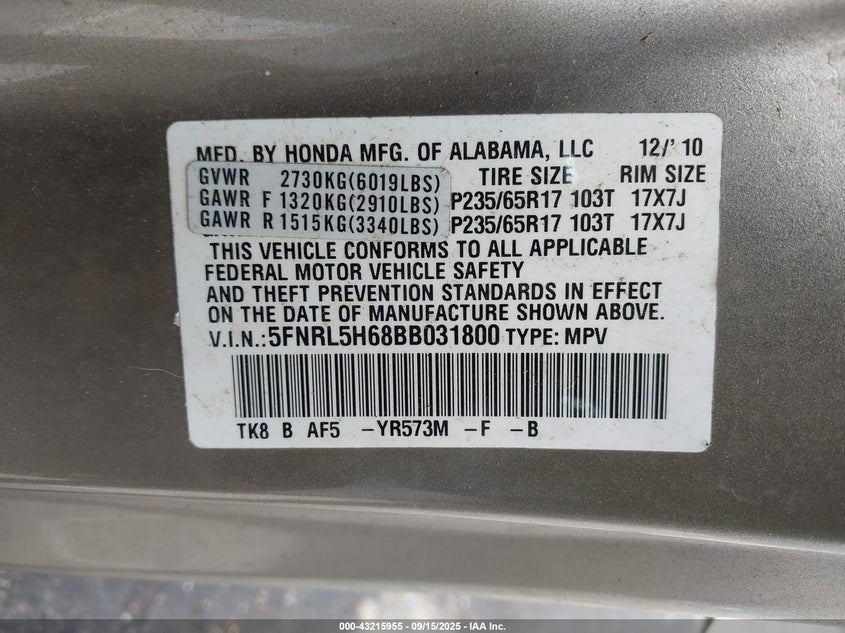 MFD. BY HONDA MFG. OF ALABAMA, LLC 12/'10
GVWR 2730KG(6019LBS) TIRE SIZE RIM SIZE
GAWR F 1320KG(2910LBS) P235/65R17 103T 17X7J
GAWR R 1515KG(3340LBS) P235/65R17 103T 17X7J
THIS VEHICLE CONFORMS TO ALL APPLICABLE
FEDERAL MOTOR VEHICLE SAFETY
AND THEFT PREVENTION STANDARDS IN EFFECT
ON THE DATE OF MANUFACTURE SHOWN ABOVE.
V.I.N.:5FNRL5H68BB031800 TYPE: MPV
TK8 B AF5 -YR573M -F -B
000-43215955 - 09/15/2025 - IAA Inc.